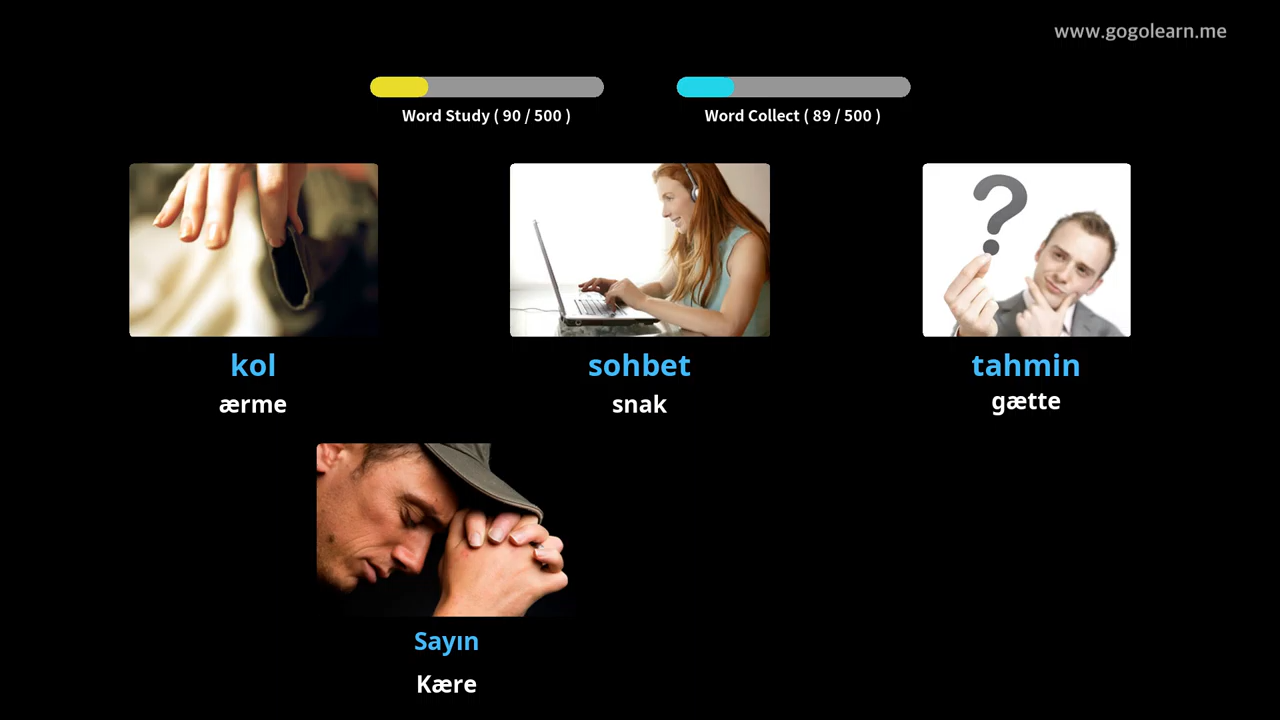 www.gogolearn.me
Word Study ( 90 / 500 )
Word Collect ( 89 / 500 )
kol
ærme
sohbet
snak
?
tahmin
gætte
Sayın
Kære